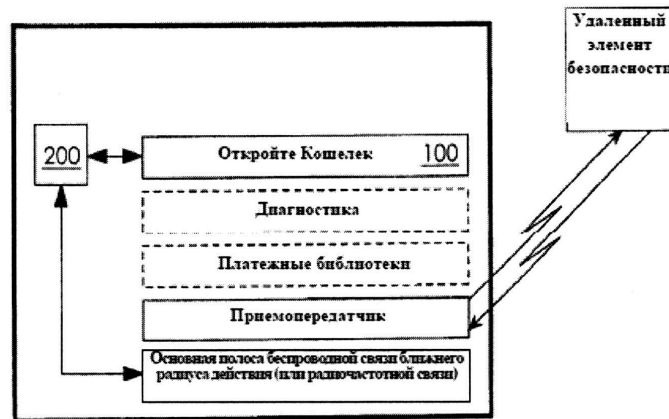 Удаленный
элемент
безопасности
200
Откройте Кошелек 100
Диагностика
Платежные библиотеки
Приемопередатчик
Основная полоса беспроводной связи ближнего
радиуса действия (или радиочастотной связи)